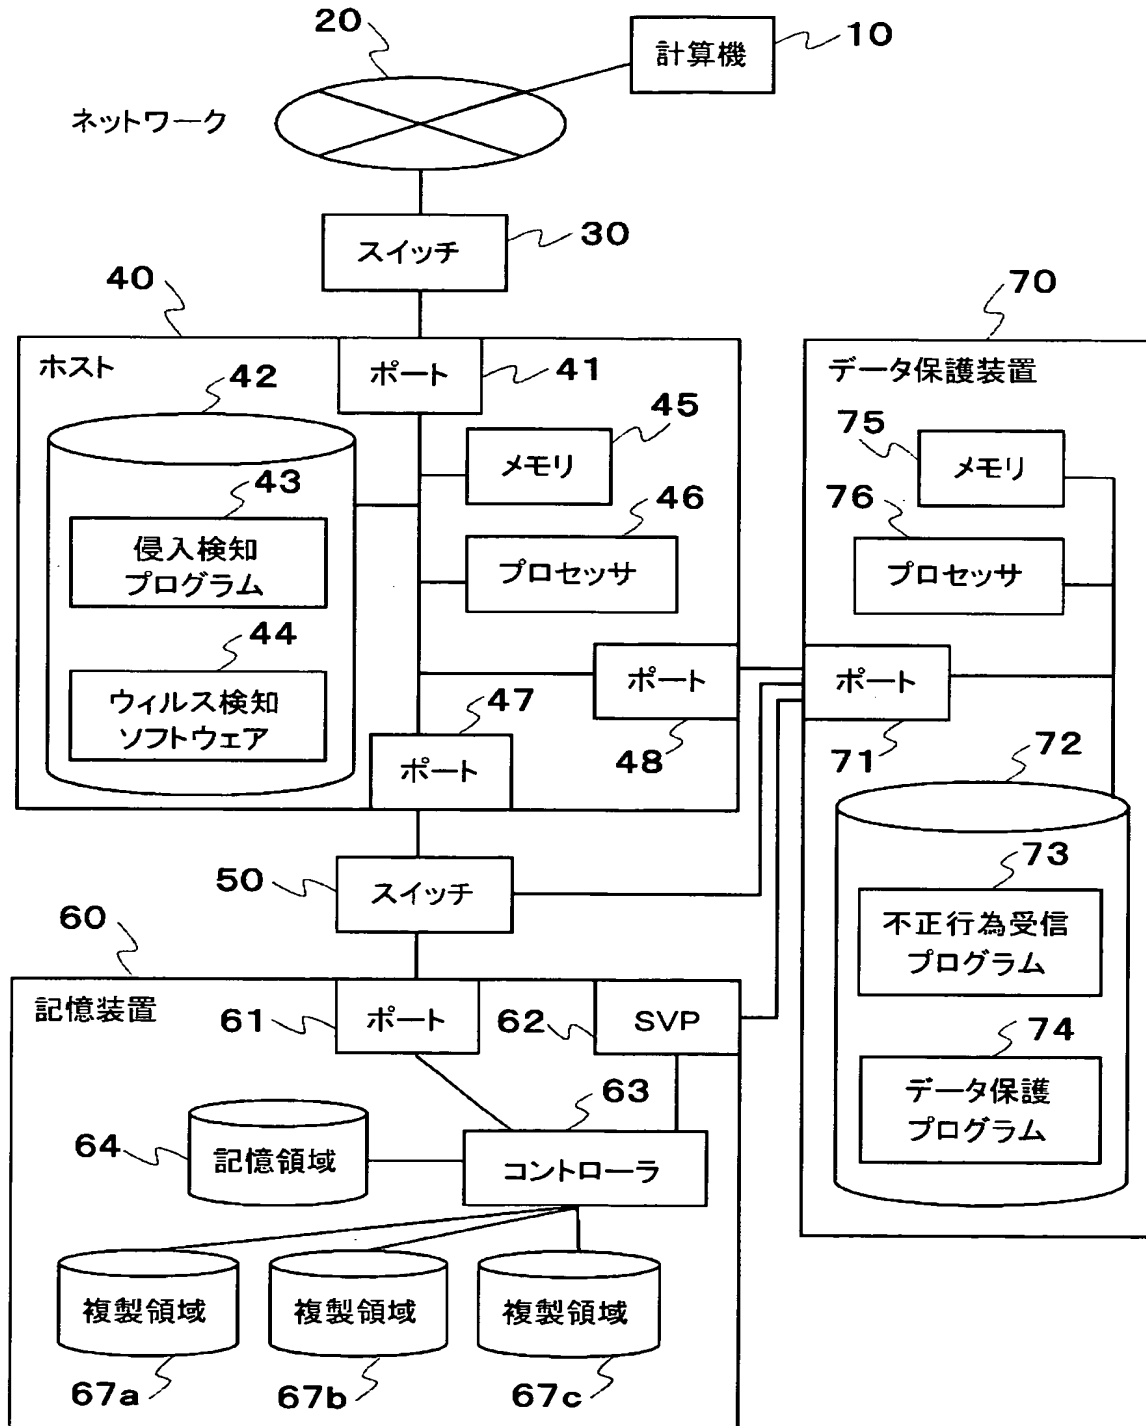 20
計算機
10
ネットワーク
スイッチ
30
40
70
ホスト
ポート
41
データ保護装置
42
45
メモリ
75
メモリ
43
46
76
侵入検知
プログラム
プロセッサ
プロセッサ
44
ウィルス検知
ソフトウェア
ポート
ポート
47
48
71
72
ポート
73
50
スイッチ
不正行為受信
プログラム
60
記憶装置
61
ポート
62
SVP
74
データ保護
プログラム
63
64
記憶領域
コントローラ
複製領域
複製領域
複製領域
67a
67b
67c